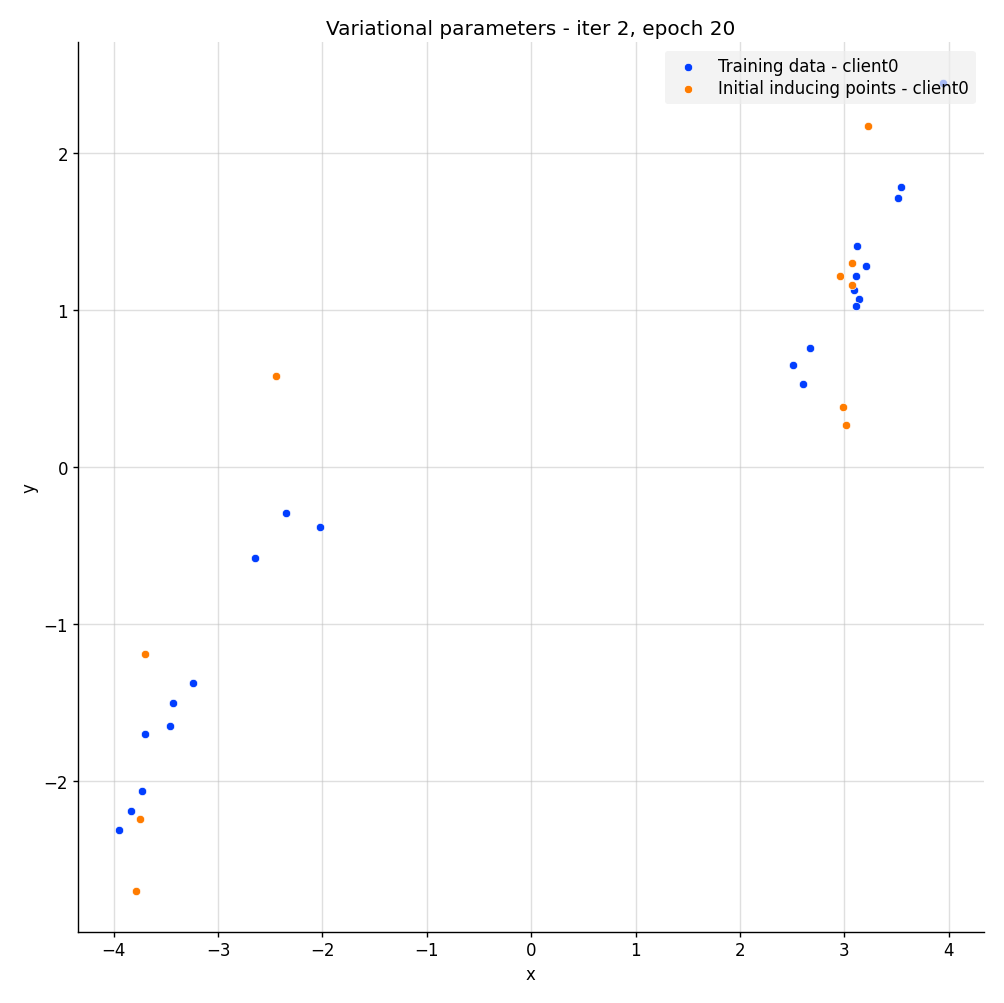 Variational parameters - iter 2, epoch 20
Training data - client0
Initial inducing points - client0
2
1
0
−1
−2
y
−4 −3 −2 −1 0 1 2 3 4
x